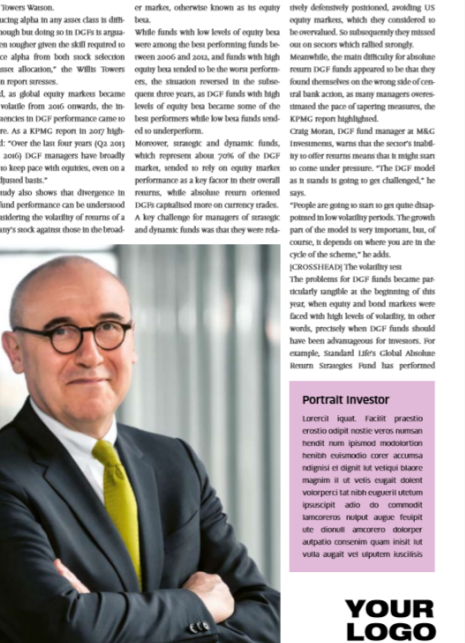 Towers Watson.
ucing alpha in any asset class is diffi-
hough but doing so in DGFs is argua-
en tougher given the skill required to
ce alpha from both stock selection
asset allocation,” the Willis Towers
n report stresses.
d, as global equity markets became
volatile from 2016 onwards, the in-
encies in DGF performance came to
re. As a KPMG report in 2017 high-
d: “Over the last four years (Q2 2013
2016) DGF managers have broadly
to keep pace with equities, even on a
djusted basis.”
udy also shows that divergence in
fund performance can be understood
nsidering the volatility of returns of a
any’s stock against those in the broad-
er market, otherwise known as its equity
beta.
While funds with low levels of equity beta
were among the best performing funds be-
tween 2006 and 2012, and funds with high
equity beta tended to be the worst perform-
ers, the situation reversed in the subse-
quent three years, as DGF funds with high
levels of equity beta became some of the
best performers while low beta funds tend-
ed to underperform.
Moreover, strategic and dynamic funds,
which represent about 70% of the DGF
market, tended to rely on equity market
performance as a key factor in their overall
returns, while absolute return oriented
DGFs capitalised more on currency trades.
A key challenge for managers of strategic
and dynamic funds was that they were rela-
tively defensively positioned, avoiding US
equity markets, which they considered to
be overvalued. So subsequently they missed
out on sectors which rallied strongly.
Meanwhile, the main difficulty for absolute
return DGF funds appeared to be that they
found themselves on the wrong side of cen-
tral bank action, as many managers overes-
timated the pace of tapering measures, the
KPMG report highlighted.
Craig Moran, DGF fund manager at M&G
Investments, warns that the sector’s inabil-
ity to offer returns means that it might start
to come under pressure. “The DGF model
as it stands is going to get challenged,” he
says.
“People are going to start to get quite disap-
pointed in low volatility periods. The growth
part of the model is very important, but, of
course, it depends on where you are in the
cycle of the scheme,” he adds.
[CROSSHEAD] The volatility test
The problems for DGF funds became par-
ticularly tangible at the beginning of this
year, when equity and bond markets were
faced with high levels of volatility, in other
words, precisely when DGF funds should
have been advantageous for investors. For
example, Standard Life’s Global Absolute
Return Strategies Fund has performed
Portrait Investor
Lorercil iquat. Facilit praestio
erostio odipit nostie veros numsan
hendit num ipismod modolortion
henibh euismodio corer accumsa
ndignisi el dignit lut veliqui blaore
magnim il ut velis eugait dolent
volorperci tat nibh eugueril utetum
ipsuscipit adio do commodit
lamcoreros nulput augue feuipit
ute dionull amcorero dolorper
autpatio consenim quam inisit lut
vulla augait vel ulputem iuscilisis
YOUR
LOGO